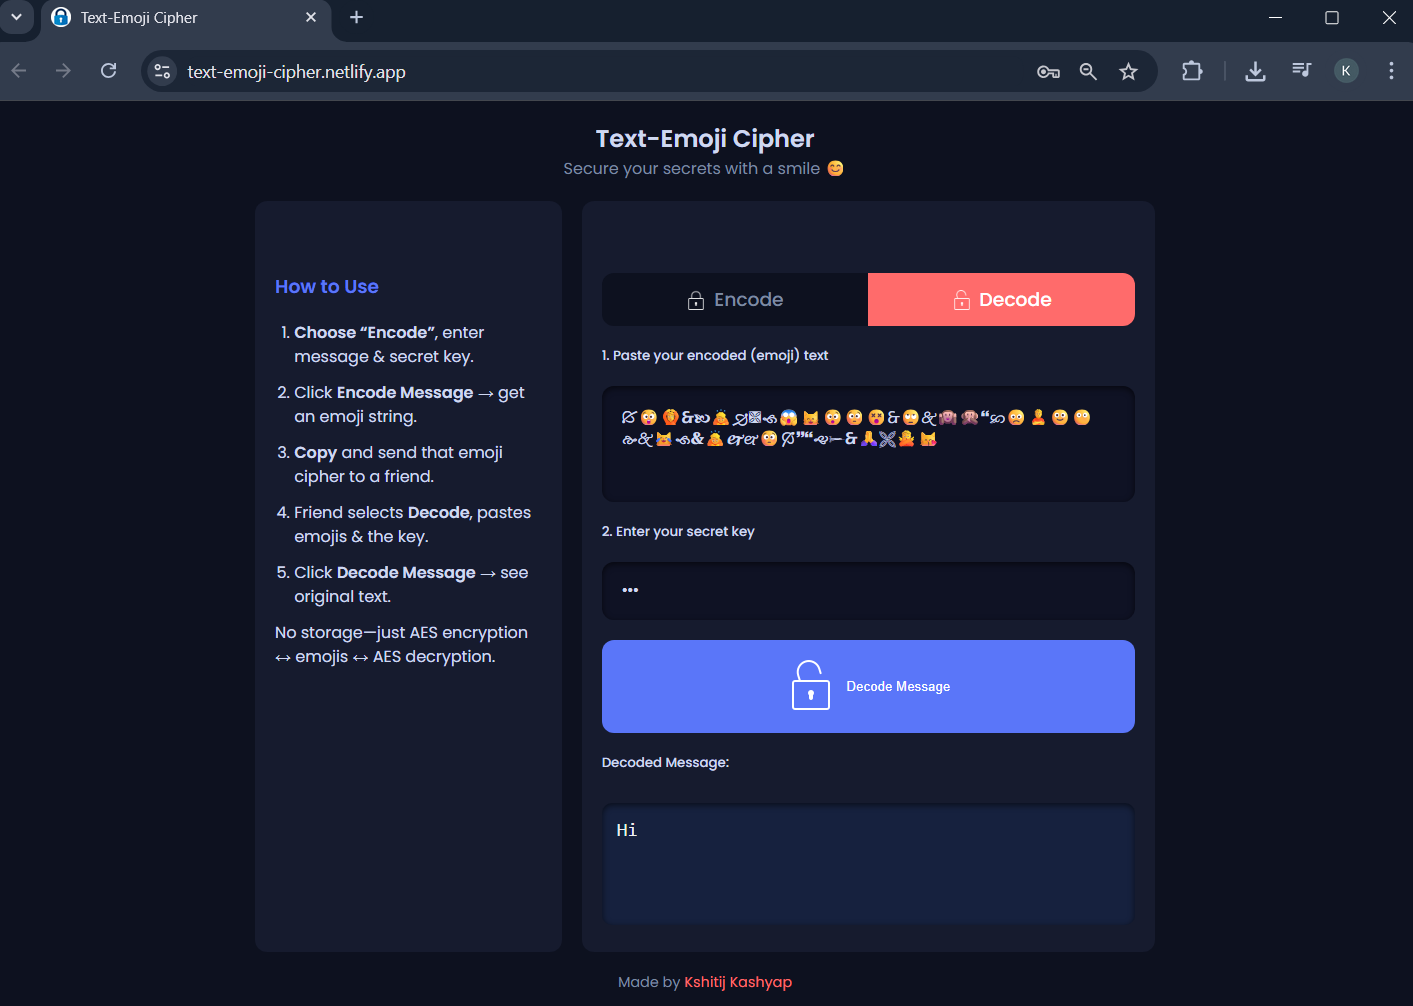 Text-Emoji Cipher
text-emoji-cipher.netlify.app
K
Text-Emoji Cipher
Secure your secrets with a smile 😊
How to Use
1. Choose “Encode”, enter
message & secret key.
2. Click Encode Message → get
an emoji string.
3. Copy and send that emoji
cipher to a friend.
4. Friend selects Decode, pastes
emojis & the key.
5. Click Decode Message → see
original text.
No storage—just AES encryption
↔ emojis ↔ AES decryption.
Encode
Decode
1. Paste your encoded (emoji) text
2. Enter your secret key
•••
Decode Message
Decoded Message:
Hi
Made by Kshitij Kashyap